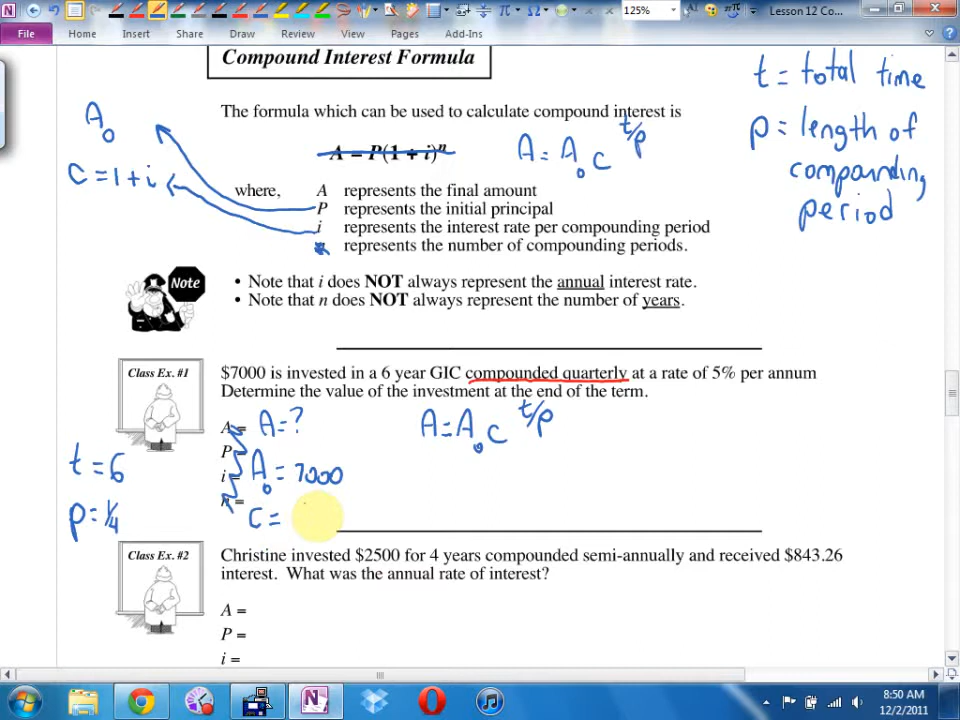 125%
Lesson 12 Co...
File Home Insert Share Draw Review View Pages Add-Ins
Compound Interest Formula
t = total time
The formula which can be used to calculate compound interest is
A₀
A = P(1 + i)ⁿ
A = A₀ c^(t/p)
p = length of
compounding
period
C = 1 + i
where, A represents the final amount
P represents the initial principal
i represents the interest rate per compounding period
represents the number of compounding periods.
Note
• Note that i does NOT always represent the annual interest rate.
• Note that n does NOT always represent the number of years.
Class Ex. #1
$7000 is invested in a 6 year GIC compounded quarterly at a rate of 5% per annum
Determine the value of the investment at the end of the term.
A = A = ?
A = A₀ c^(t/p)
P =
t = 6
i = A₀ = 7000
n =
p = 1/4
C =
Class Ex. #2
Christine invested $2500 for 4 years compounded semi-annually and received $843.26
interest. What was the annual rate of interest?
A =
P =
i =
8:50 AM
12/2/2011